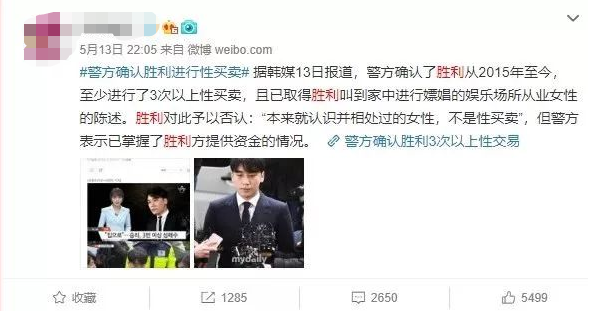 5月13日 22:05 来自 微博 weibo.com
#警方确认胜利进行性买卖# 据韩媒13日报道，警方确认了胜利从2015年至今，
至少进行了3次以上性买卖，且已取得胜利叫到家中进行嫖娼的娱乐场所从业女性
的陈述。胜利对此予以否认：“本来就认识并相处过的女性，不是性买卖”，但警方
表示已掌握了胜利方提供资金的情况。 警方确认胜利3次以上性交易
mydaily
收藏 1285 2650 5499